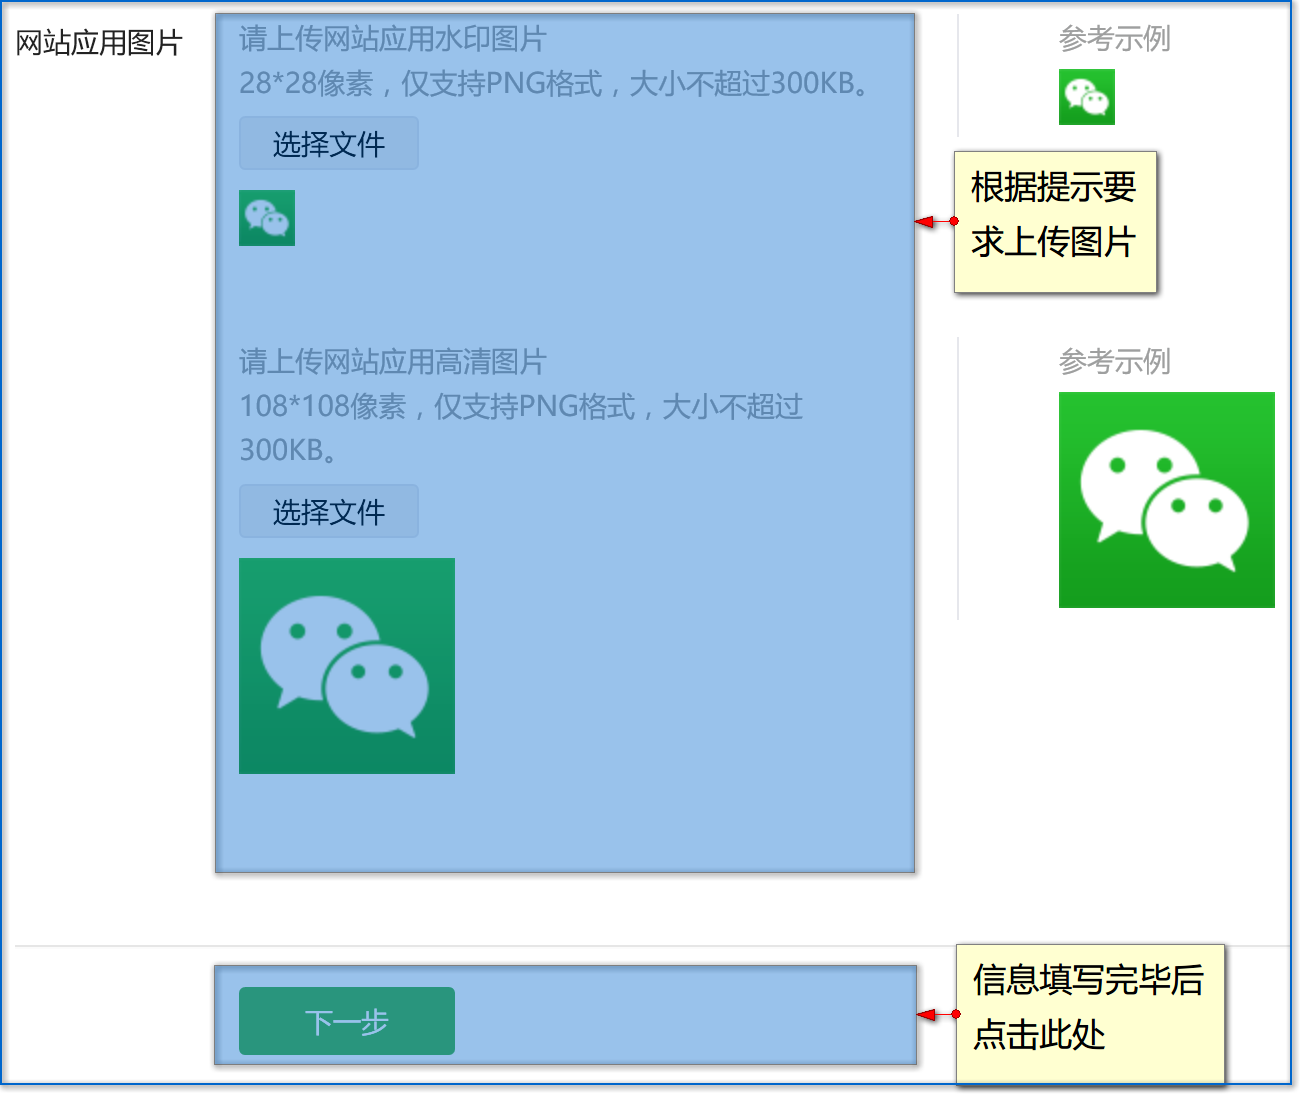 网站应用图片
请上传网站应用水印图片
28*28像素，仅支持PNG格式，大小不超过300KB。
选择文件
参考示例
根据提示要
求上传图片
请上传网站应用高清图片
108*108像素，仅支持PNG格式，大小不超过
300KB。
选择文件
参考示例
下一步
信息填写完毕后
点击此处